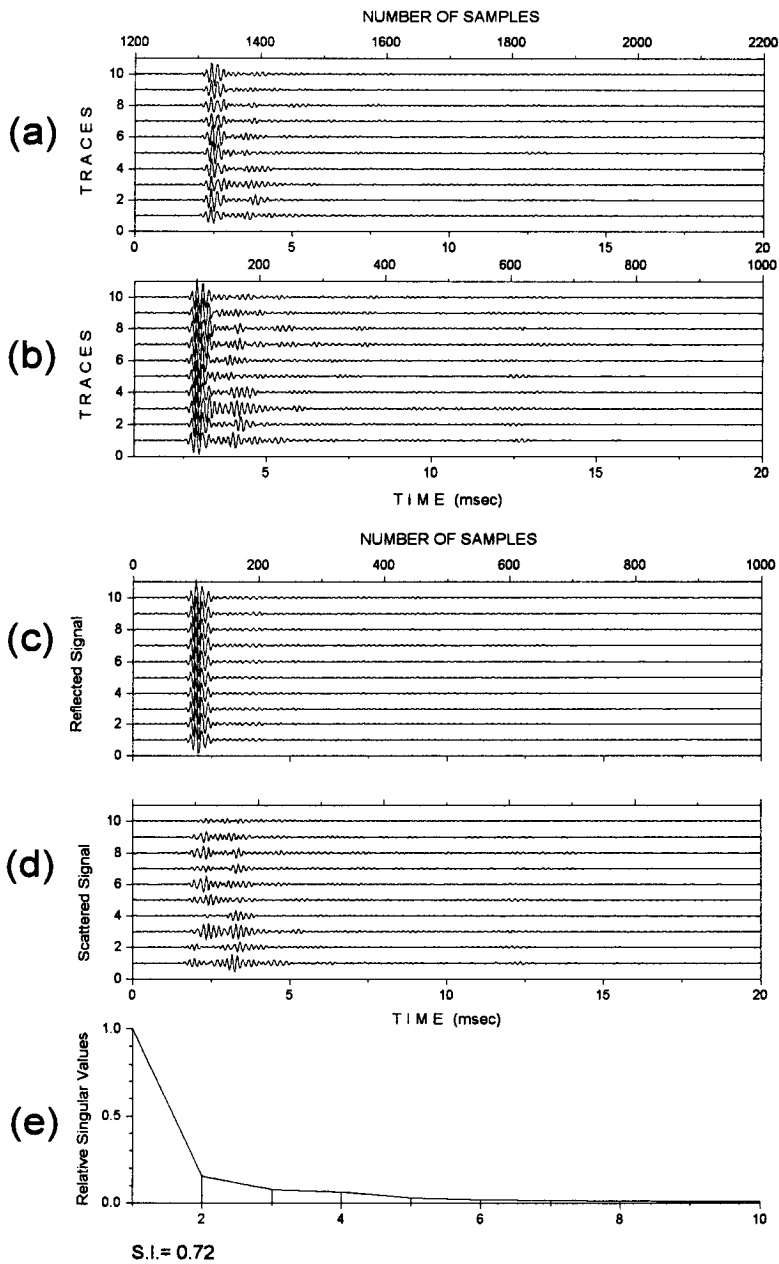 NUMBER OF SAMPLES
1200 1400 1600 1800 2000 2200
(a)
TRACES
10
8
6
4
2
0
0 5 10 15 20
200 400 600 800 1000
(b)
TRACES
10
8
6
4
2
0
5 10 15 20
TIME (msec)
NUMBER OF SAMPLES
0 200 400 600 800 1000
(c)
Reflected Signal
10
8
6
4
2
0
(d)
Scattered Signal
10
8
6
4
2
0
0 5 10 15 20
TIME (msec)
(e)
Relative Singular Values
1.0
0.5
0.0
2 4 6 8 10
S.I.= 0.72